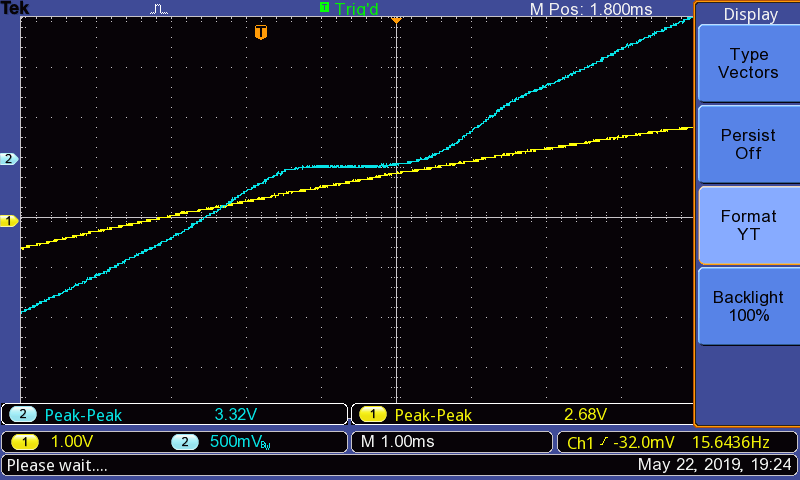 Tek T Trig'd M Pos: 1.800ms
Display
T
Type
Vectors
Persist
Off
2
Format
YT
1
Backlight
100%
2 Peak-Peak 3.32V 1 Peak-Peak 2.68V
1 1.00V 2 500mVBW M 1.00ms Ch1 -32.0mV 15.6436Hz
Please wait.... May 22, 2019, 19:24